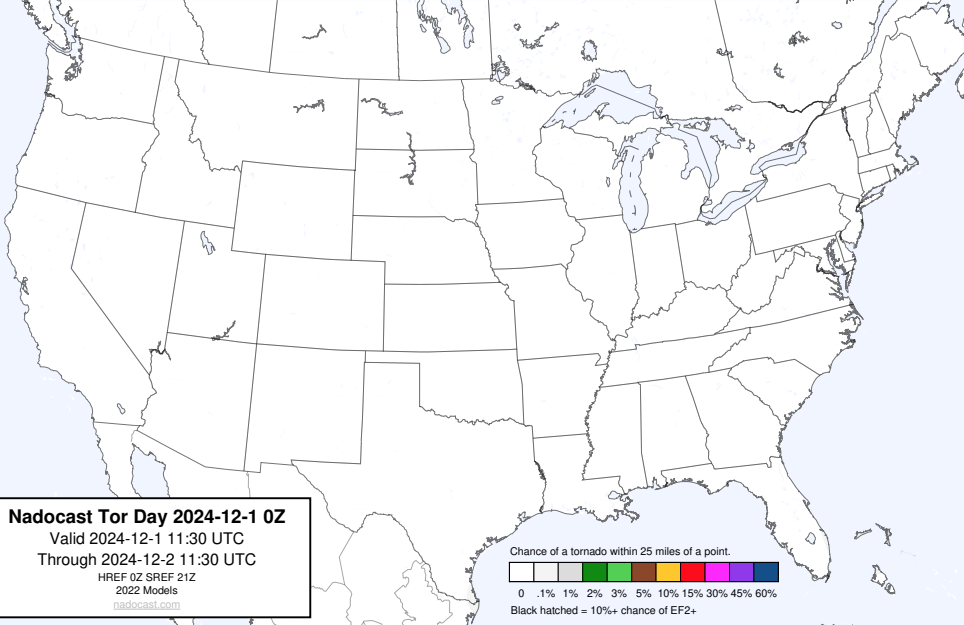 Nadocast Tor Day 2024-12-1 0Z
Valid 2024-12-1 11:30 UTC
Through 2024-12-2 11:30 UTC
HREF 0Z SREF 21Z
2022 Models
nadocast.com
Chance of a tornado within 25 miles of a point.
0 .1% 1% 2% 3% 5% 10% 15% 30% 45% 60%
Black hatched = 10%+ chance of EF2+